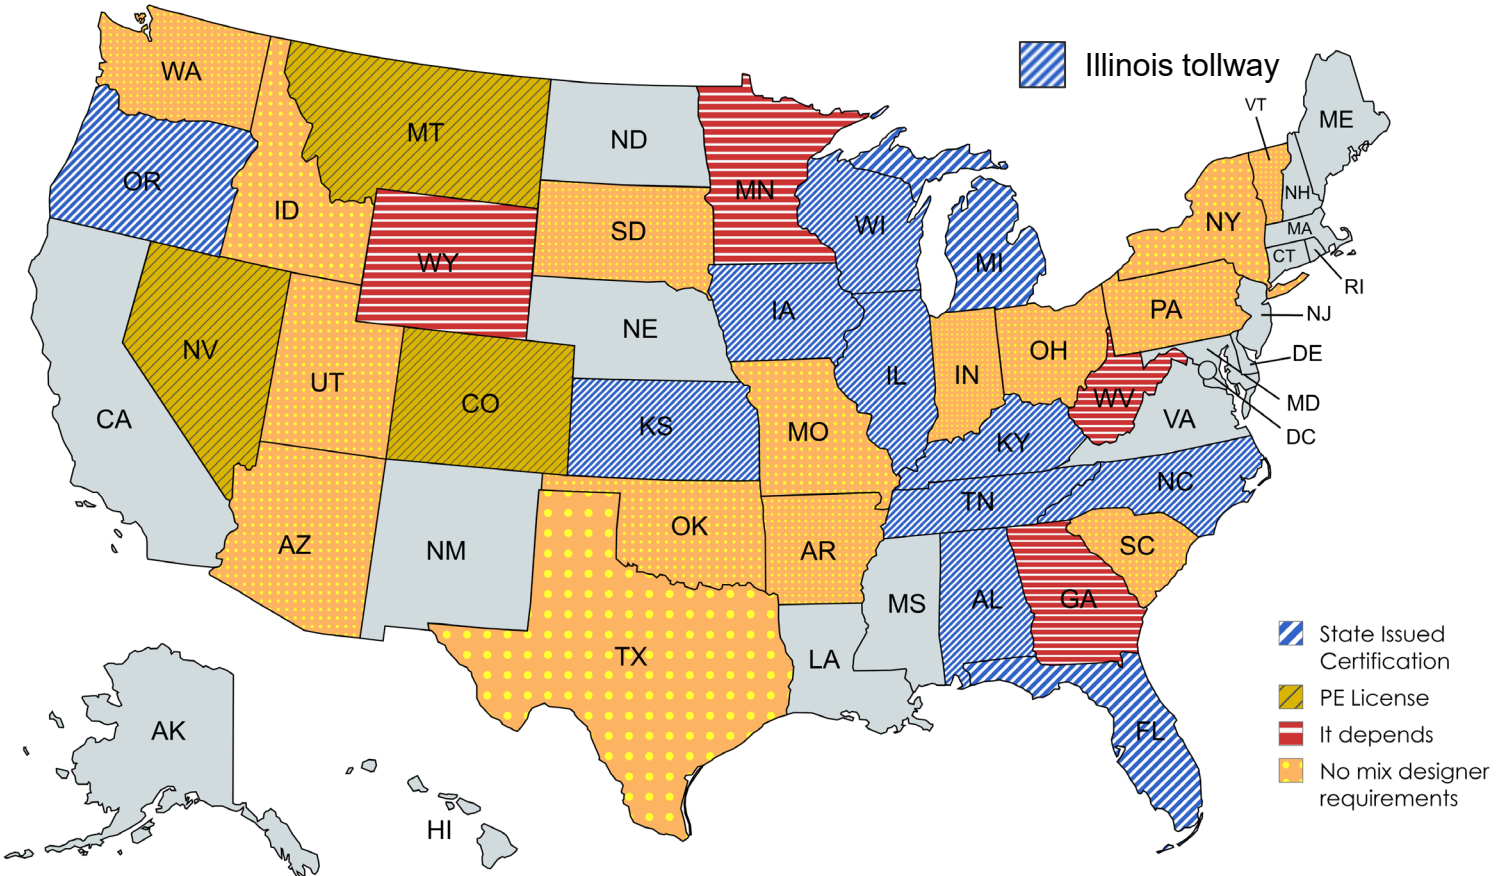 Illinois tollway
VT
WA
ME
MT
ND
OR
MN
NH
ID
NY
SD
WI
MA
WY
CT
MI
RI
IA
PA
NJ
NE
NV
OH
DE
UT
IN
IL
CO
WV
MD
CA
VA
KS
MO
DC
KY
NC
TN
OK
AZ
SC
NM
AR
AL
GA
MS
State Issued
Certification
TX
LA
PE License
AK
FL
It depends
No mix designer
requirements
HI